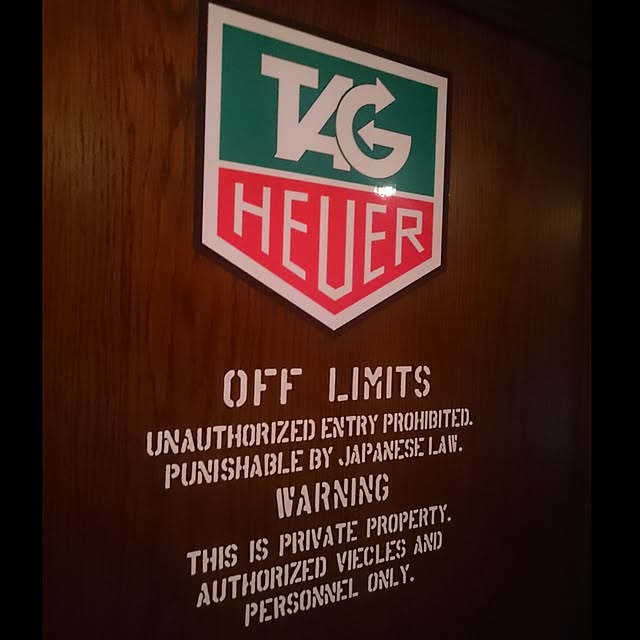 TAG
HEUER
OFF LIMITS
UNAUTHORIZED ENTRY PROHIBITED.
PUNISHABLE BY JAPANESE LAW.
WARNING
THIS IS PRIVATE PROPERTY.
AUTHORIZED VIECLES AND
PERSONNEL ONLY.